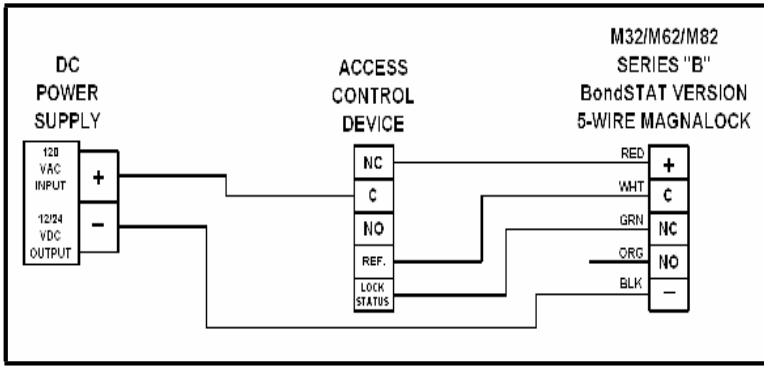 DC
POWER
SUPPLY
120
VAC
INPUT
12/24
VDC
OUTPUT
+
–
ACCESS
CONTROL
DEVICE
NC
C
NO
REF.
LOCK
STATUS
M32/M62/M82
SERIES "B"
BondSTAT VERSION
5-WIRE MAGNALOCK
RED +
WHT C
GRN NC
ORG NO
BLK –